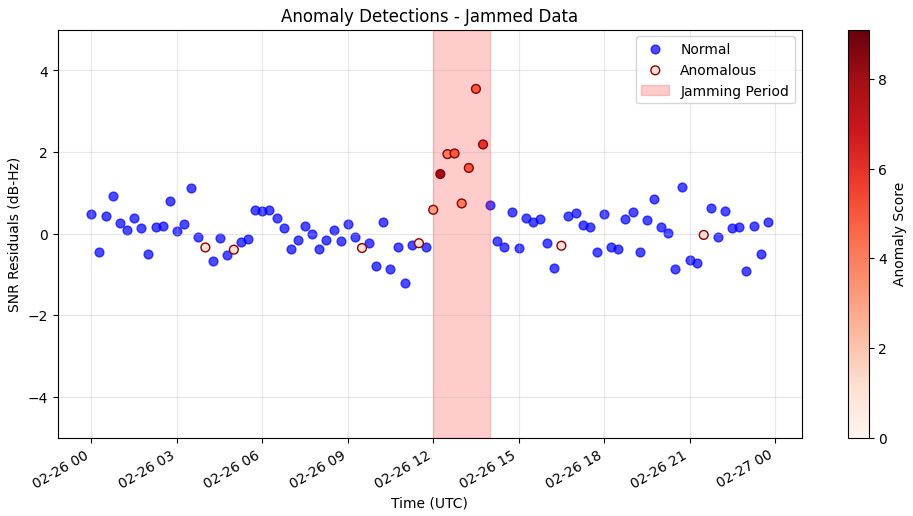 Anomaly Detections - Jammed Data
Normal
Anomalous
Jamming Period
SNR Residuals (dB-Hz)
4
2
0
−2
−4
02-26 00
02-26 03
02-26 06
02-26 09
02-26 12
02-26 15
02-26 18
02-26 21
02-27 00
Time (UTC)
8
6
4
2
0
Anomaly Score